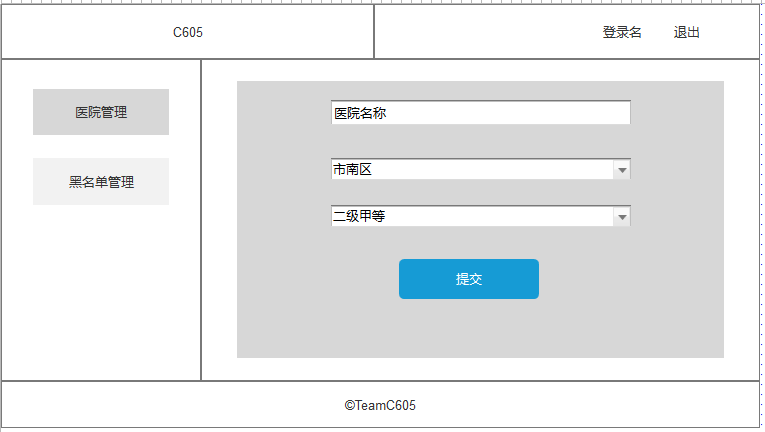 C605
登录名 退出
医院管理
医院名称
黑名单管理
市南区
二级甲等
提交
©TeamC605